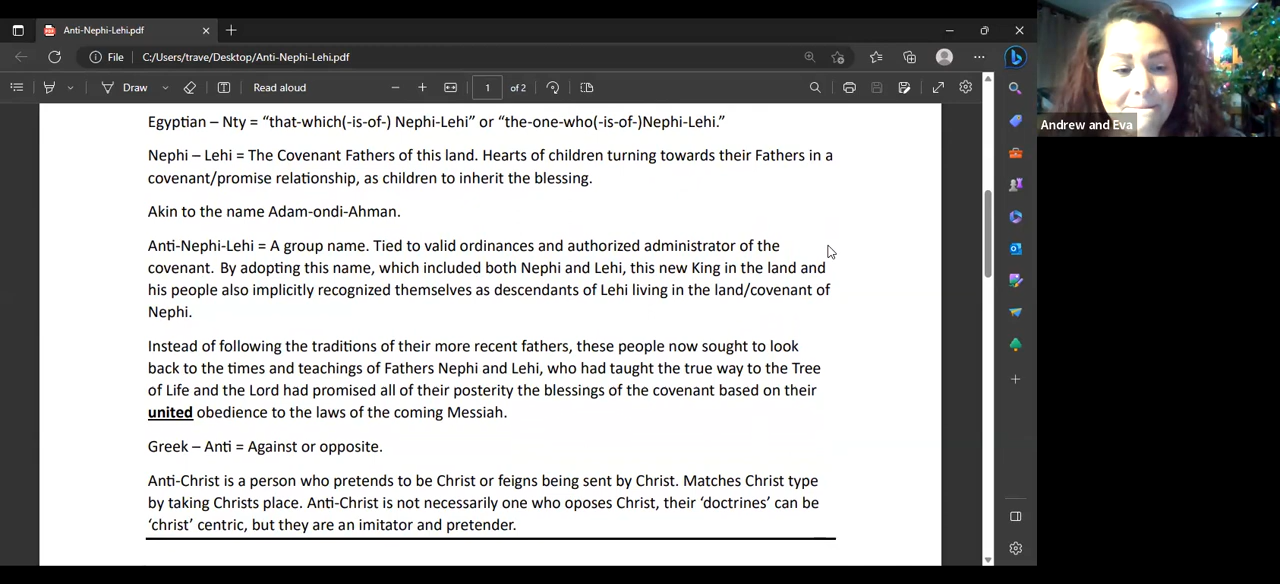 Anti-Nephi-Lehi.pdf
File
C:/Users/trave/Desktop/Anti-Nephi-Lehi.pdf
Draw
Read aloud
1
of 2
Egyptian – Nty = “that-which(-is-of-) Nephi-Lehi” or “the-one-who(-is-of-)Nephi-Lehi.”
Nephi – Lehi = The Covenant Fathers of this land. Hearts of children turning towards their Fathers in a
covenant/promise relationship, as children to inherit the blessing.
Akin to the name Adam-ondi-Ahman.
Anti-Nephi-Lehi = A group name. Tied to valid ordinances and authorized administrator of the
covenant. By adopting this name, which included both Nephi and Lehi, this new King in the land and
his people also implicitly recognized themselves as descendants of Lehi living in the land/covenant of
Nephi.
Instead of following the traditions of their more recent fathers, these people now sought to look
back to the times and teachings of Fathers Nephi and Lehi, who had taught the true way to the Tree
of Life and the Lord had promised all of their posterity the blessings of the covenant based on their
united obedience to the laws of the coming Messiah.
Greek – Anti = Against or opposite.
Anti-Christ is a person who pretends to be Christ or feigns being sent by Christ. Matches Christ type
by taking Christs place. Anti-Christ is not necessarily one who oposes Christ, their ‘doctrines’ can be
‘christ’ centric, but they are an imitator and pretender.
Andrew and Eva